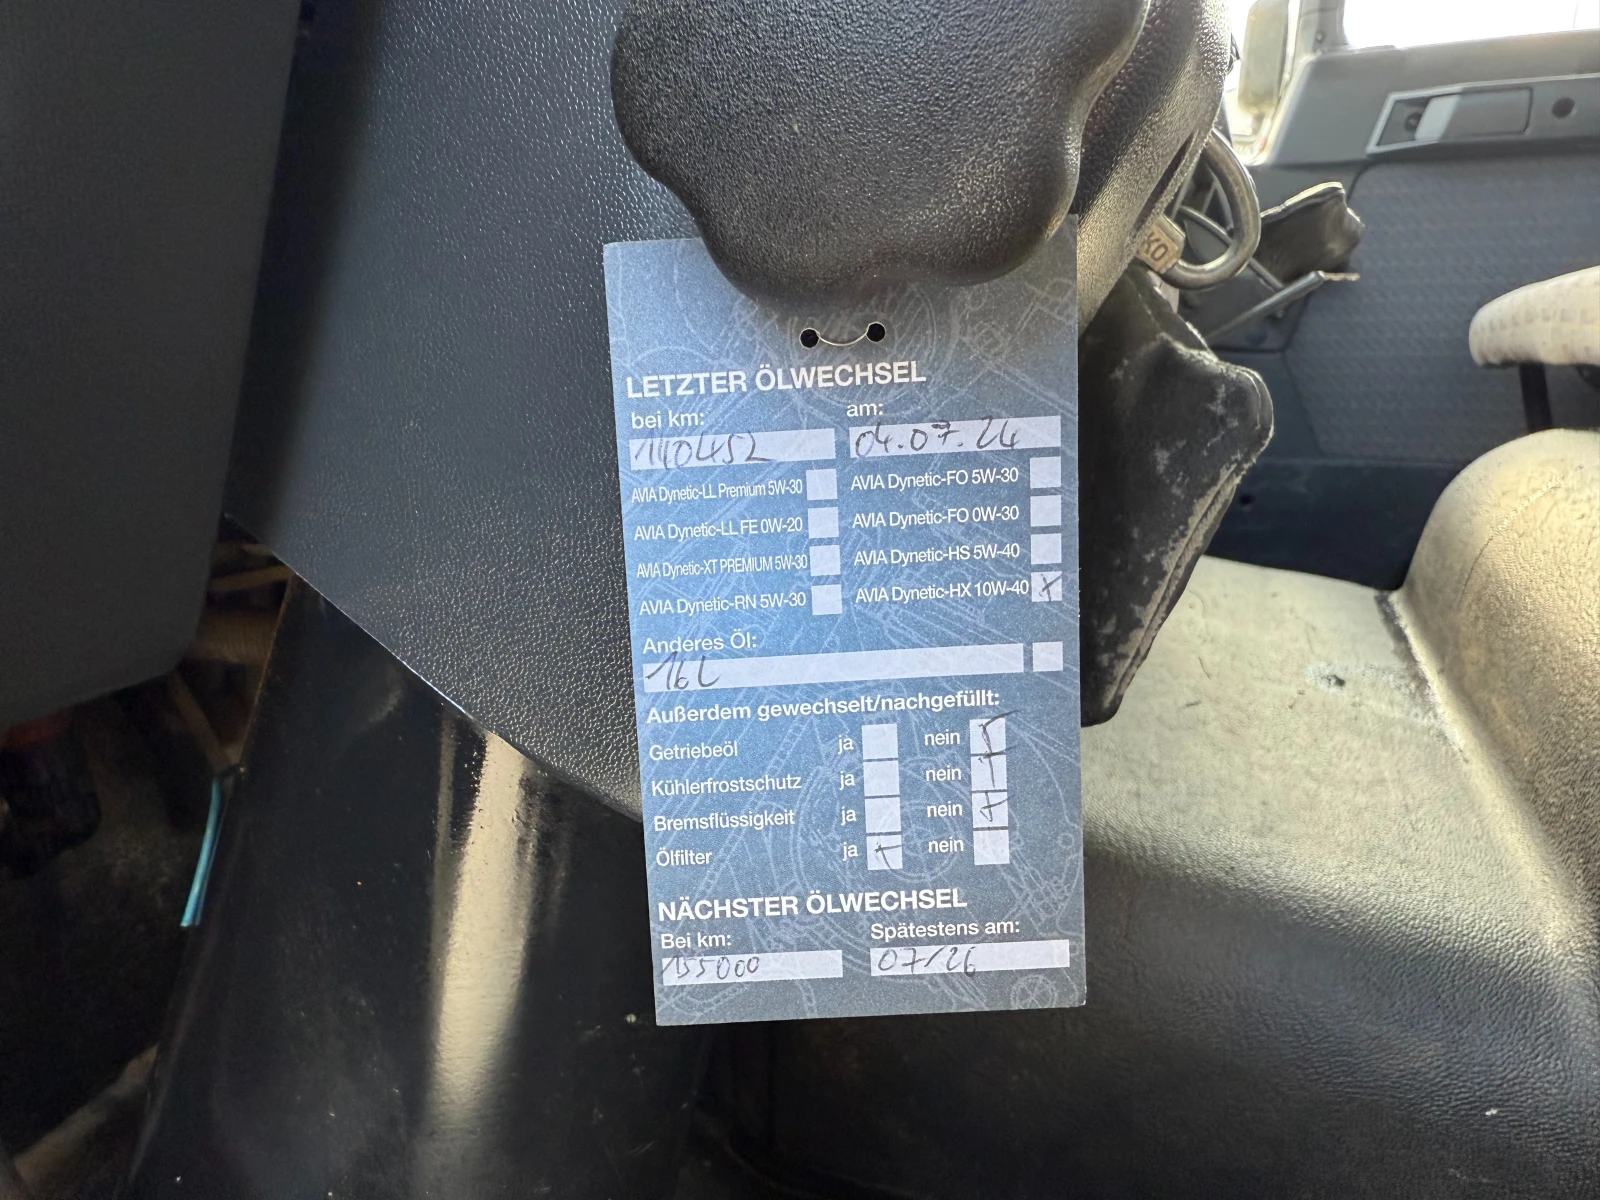 KO
LETZTER ÖLWECHSEL
bei km: am:
140452 04.07.24
AVIA Dynetic-LL Premium 5W-30 AVIA Dynetic-FO 5W-30
AVIA Dynetic-LL FE 0W-20 AVIA Dynetic-FO 0W-30
AVIA Dynetic-XT PREMIUM 5W-30 AVIA Dynetic-HS 5W-40
AVIA Dynetic-RN 5W-30 AVIA Dynetic-HX 10W-40 x
Anderes Öl:
16L
Außerdem gewechselt/nachgefüllt:
Getriebeöl ja nein x
Kühlerfrostschutz ja nein x
Bremsflüssigkeit ja nein x
Ölfilter ja x nein
NÄCHSTER ÖLWECHSEL
Bei km: Spätestens am:
155000 07/26